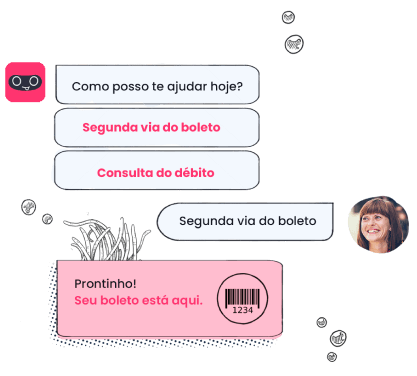 Como posso te ajudar hoje?
Segunda via do boleto
Consulta do débito
Segunda via do boleto
Prontinho!
Seu boleto está aqui.
1234